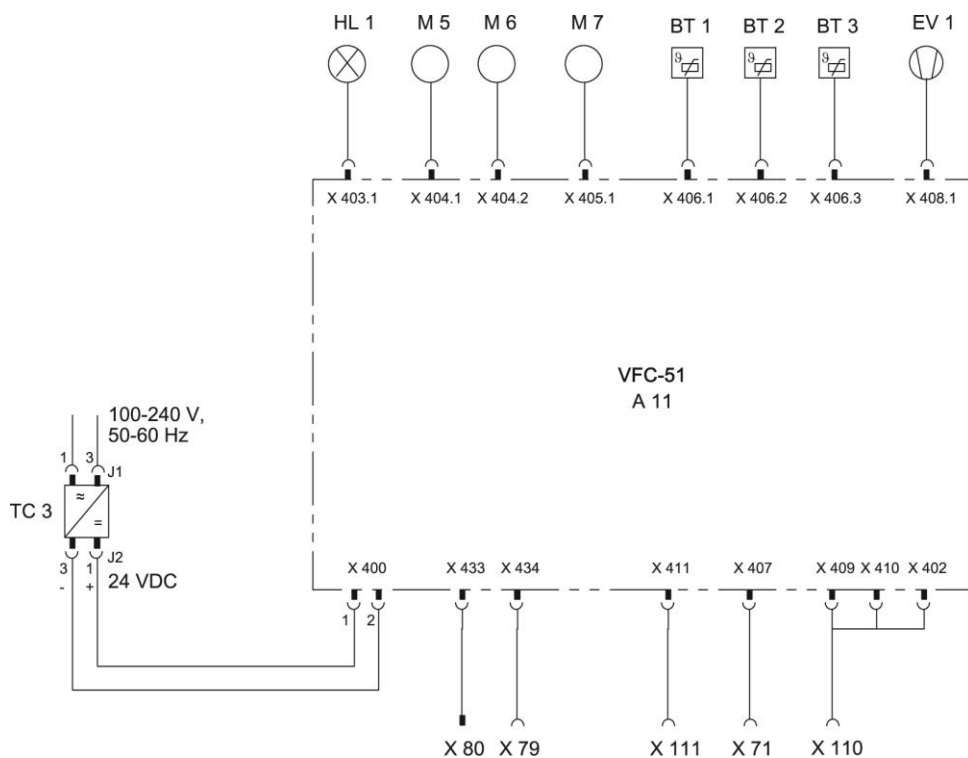 HL 1 M 5 M 6 M 7 BT 1 BT 2 BT 3 EV 1
ϑ ϑ ϑ
X 403.1 X 404.1 X 404.2 X 405.1 X 406.1 X 406.2 X 406.3 X 408.1
VFC-51
A 11
100-240 V,
50-60 Hz
1 3 J1
TC 3
≈
=
J2
3 1 24 VDC
- +
X 400 X 433 X 434 X 411 X 407 X 409 X 410 X 402
1 2
X 80 X 79 X 111 X 71 X 110